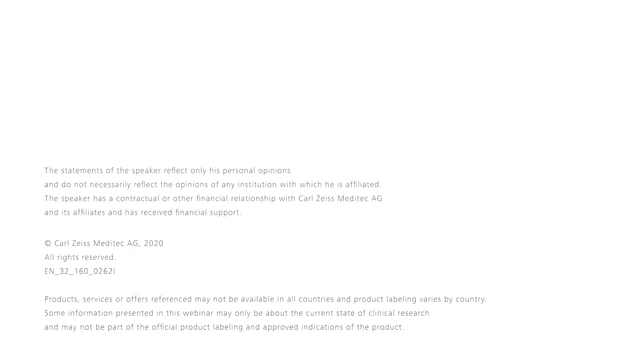 The statements of the speaker reflect only his personal opinions
and do not necessarily reflect the opinions of any institution with which he is affiliated.
The speaker has a contractual or other financial relationship with Carl Zeiss Meditec AG
and its affiliates and has received financial support.
© Carl Zeiss Meditec AG, 2020
All rights reserved.
EN_32_160_0262I
Products, services or offers referenced may not be available in all countries and product labeling varies by country.
Some information presented in this webinar may only be about the current state of clinical research
and may not be part of the official product labeling and approved indications of the product.